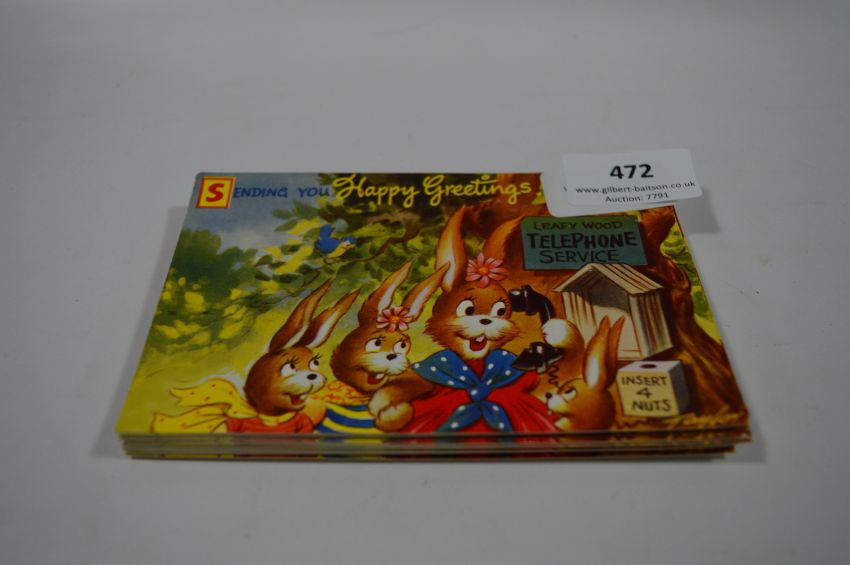 SENDING YOU Happy Greetings
472
www.gilbert-baitson.co.uk
Auction: 7791
LEAFY WOOD
TELEPHONE
SERVICE
INSERT
4
NUTS